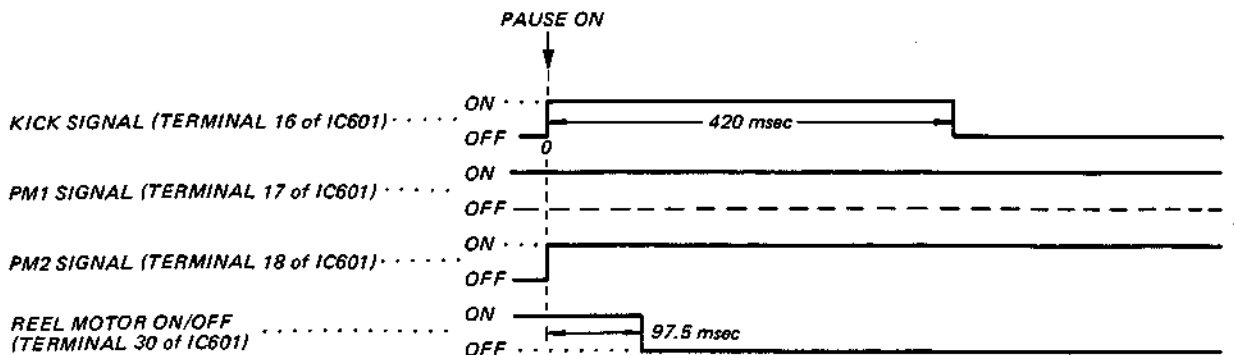 PAUSE ON
ON
KICK SIGNAL (TERMINAL 16 of IC601)
OFF
420 msec
0
ON
PM1 SIGNAL (TERMINAL 17 of IC601)
OFF
ON
PM2 SIGNAL (TERMINAL 18 of IC601)
OFF
ON
REEL MOTOR ON/OFF
(TERMINAL 30 of IC601)
97.5 msec
OFF